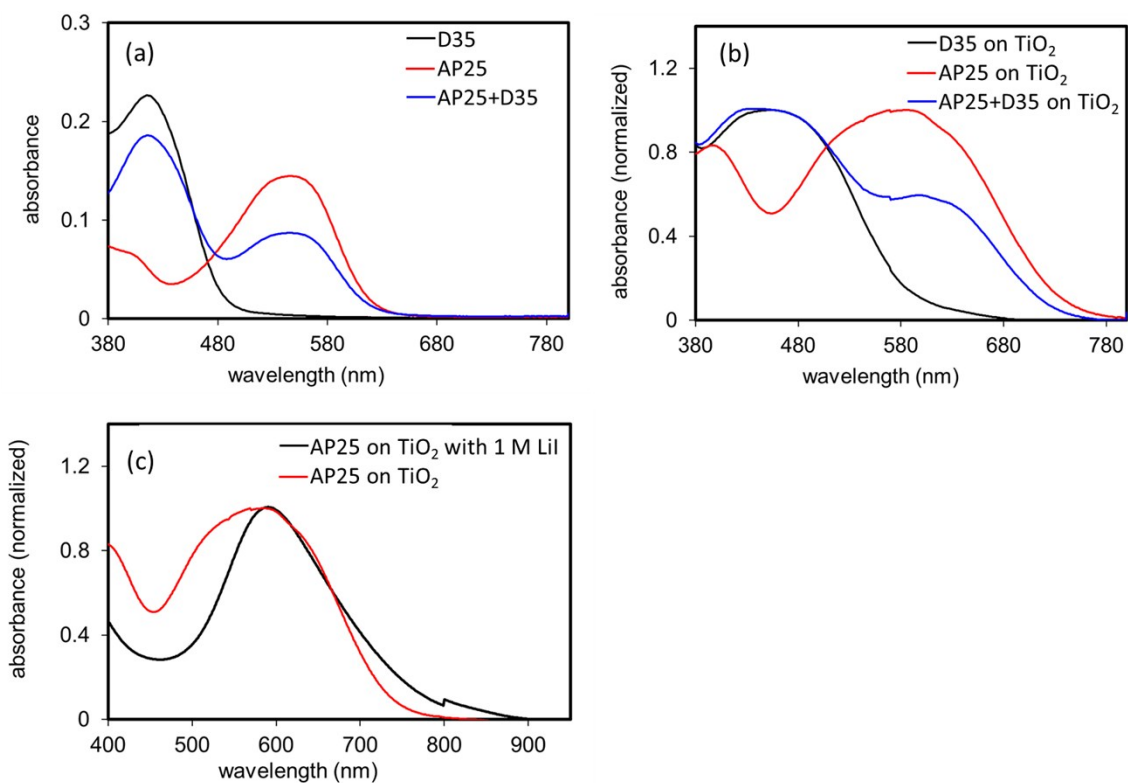 (a)
D35
AP25
AP25+D35
0.3
0.2
0.1
0
absorbance
380 480 580 680 780
wavelength (nm)
(b)
D35 on TiO₂
AP25 on TiO₂
AP25+D35 on TiO₂
1.2
0.8
0.4
0
absorbance (normalized)
380 480 580 680 780
wavelength (nm)
(c)
AP25 on TiO₂ with 1 M LiI
AP25 on TiO₂
1.2
0.8
0.4
0
absorbance (normalized)
400 500 600 700 800 900
wavelength (nm)